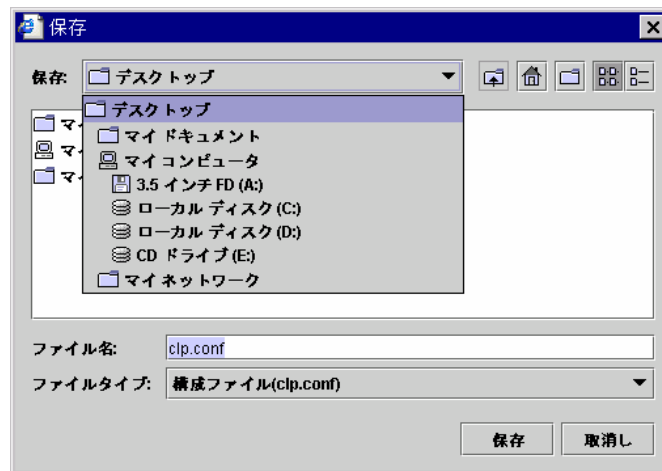 保存
保存: デスクトップ
デスクトップ
マイ ドキュメント
マイ コンピュータ
3.5 インチ FD (A:)
ローカル ディスク (C:)
ローカル ディスク (D:)
CD ドライブ (E:)
マイ ネットワーク
マ
マ
マ
ファイル名: clp.conf
ファイルタイプ: 構成ファイル(clp.conf)
保存 取消し